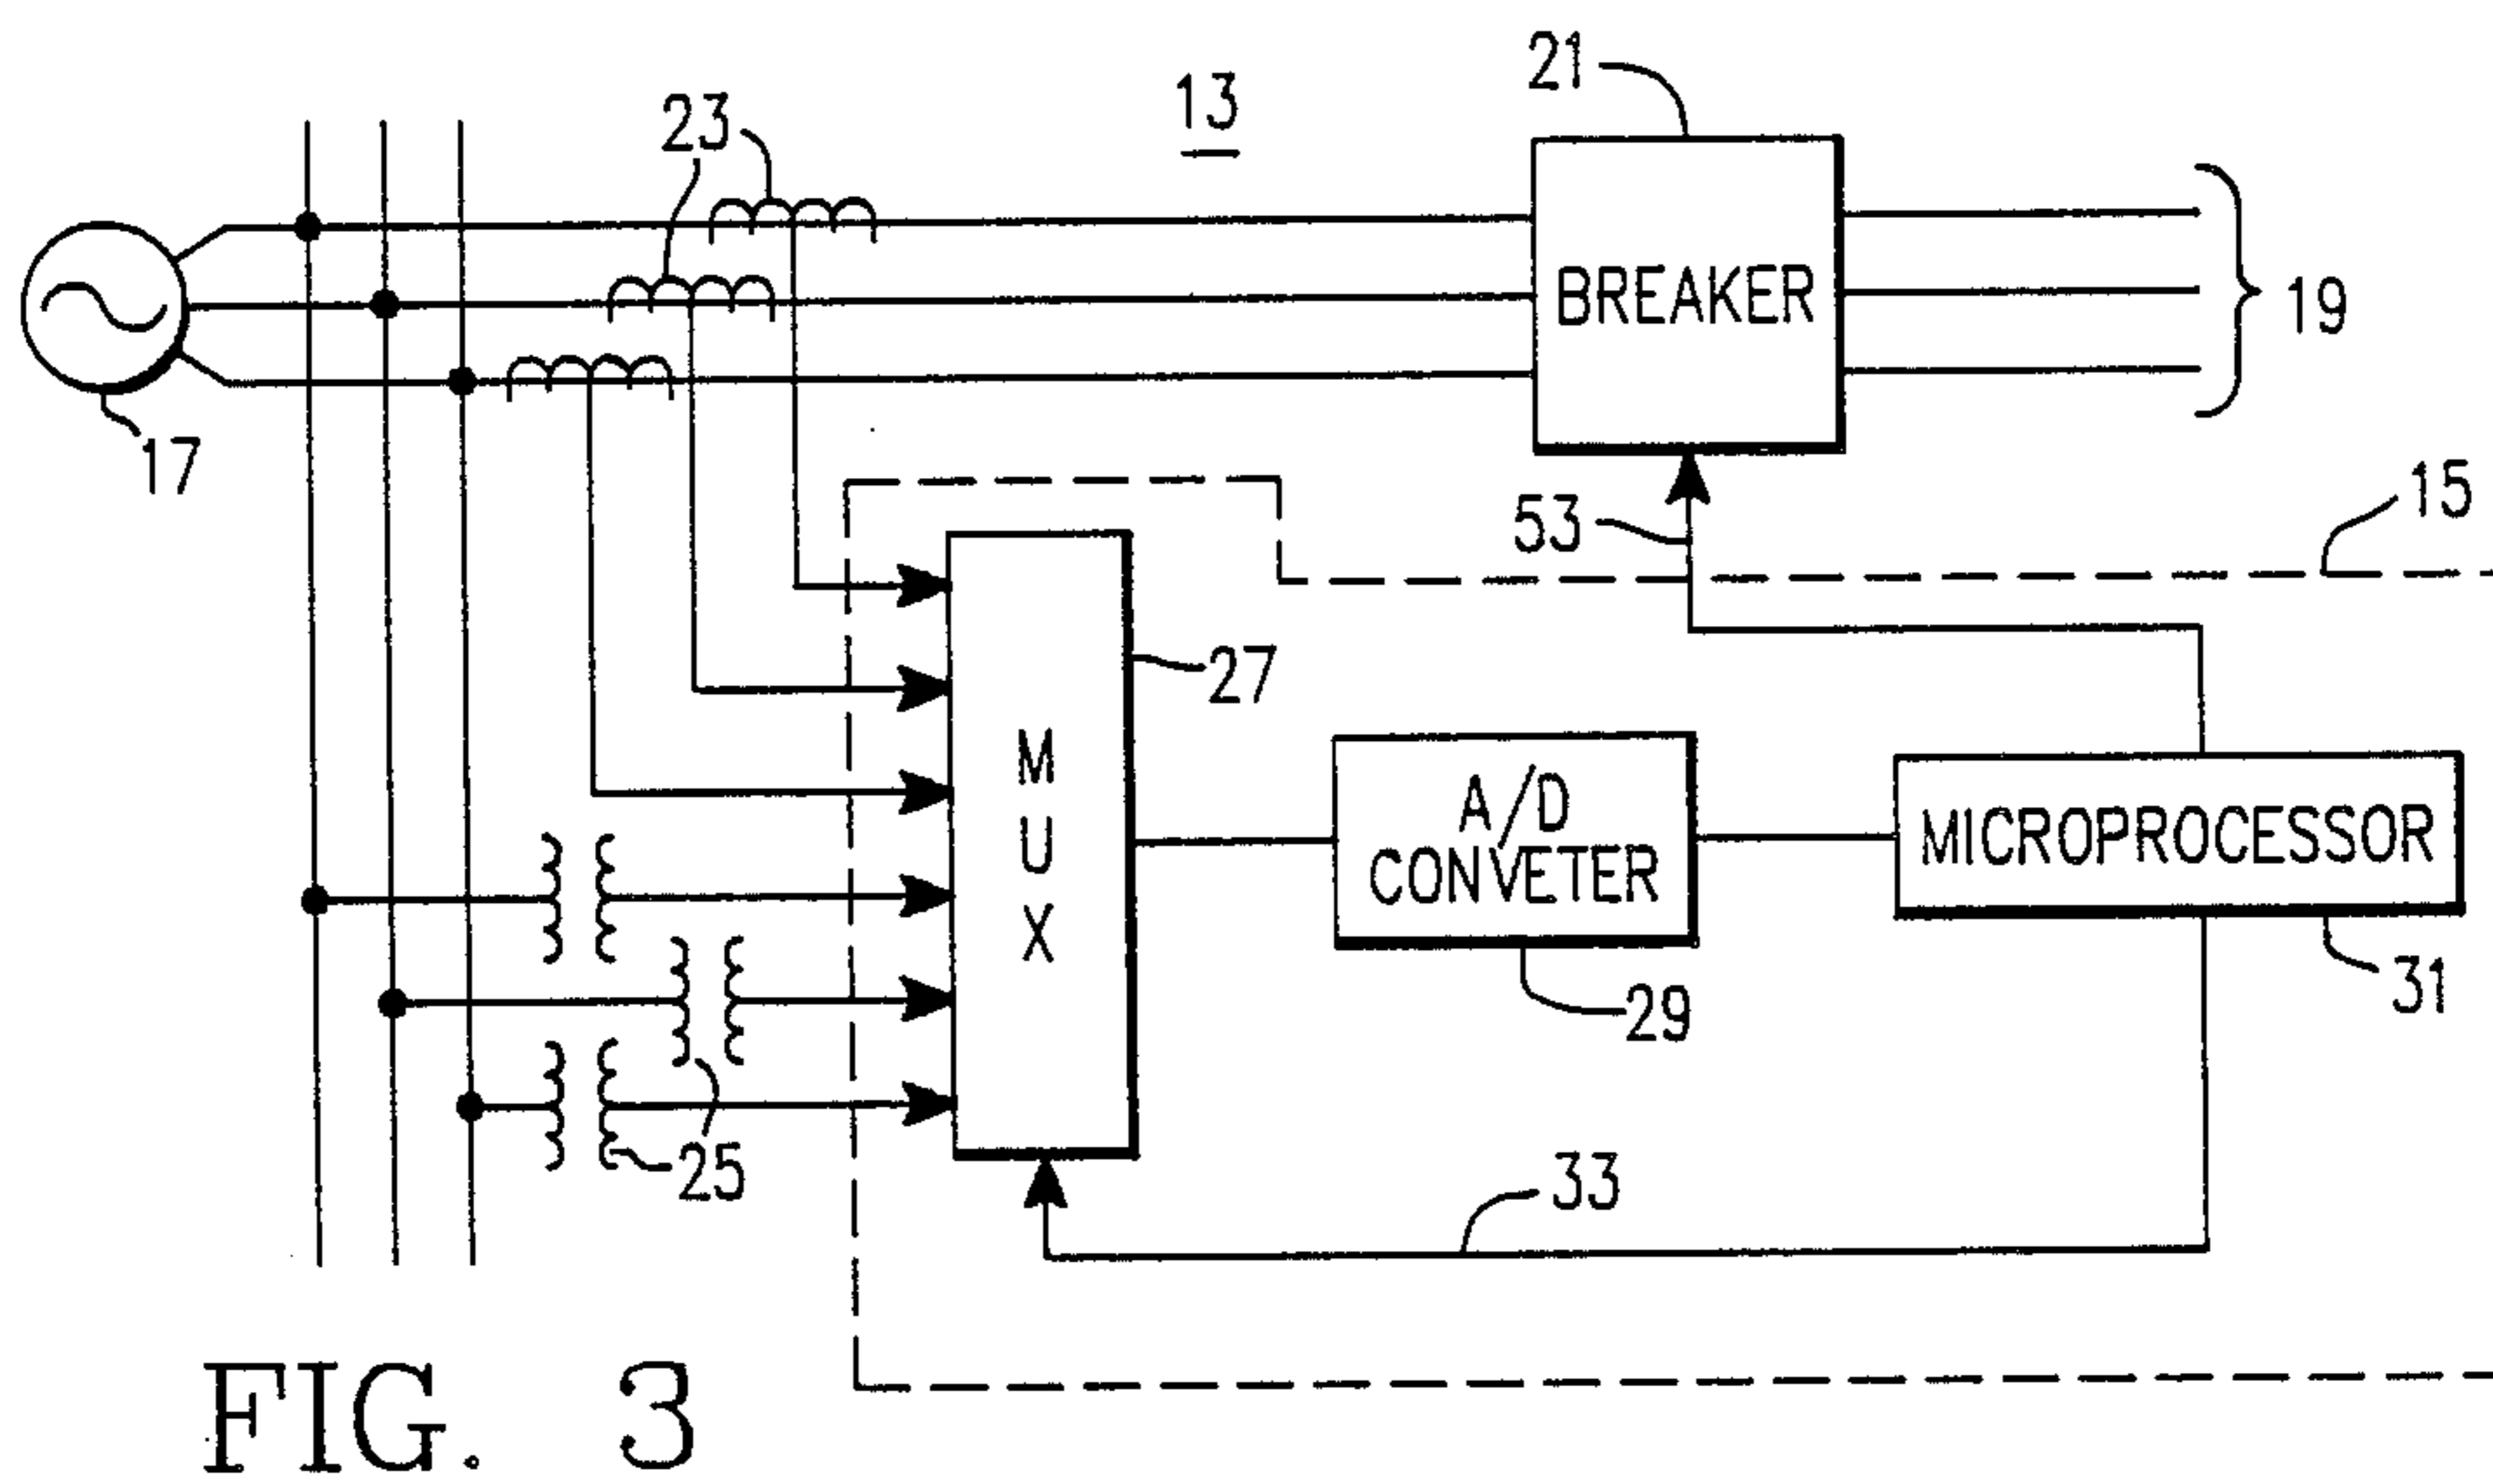 21
13
23
BREAKER
19
17
15
53
27
M
U
X
A/D
CONVETER
MICROPROCESSOR
31
29
25
33
FIG. 3